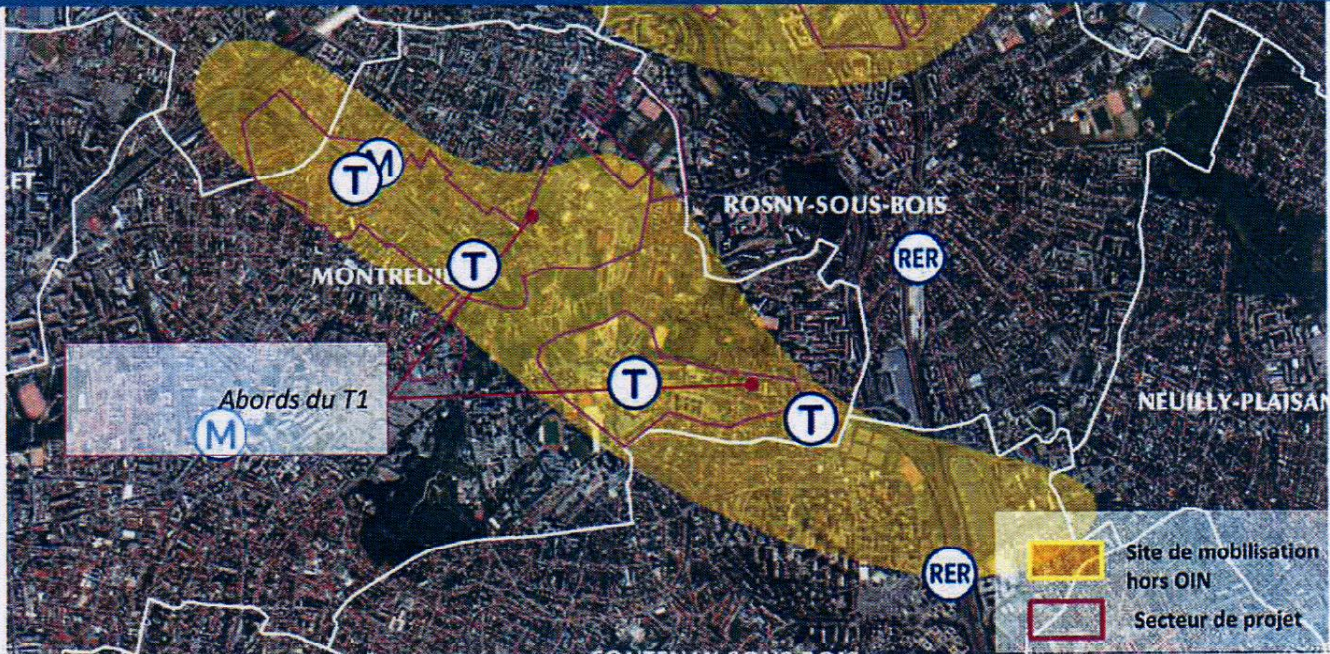 M
T
ROSNY-SOUS-BOIS
RER
MONTREUIL
T
Abords du T1
T
M
T
NEUILLY-PLAISAN
RER
Site de mobilisation
hors OIN
Secteur de projet